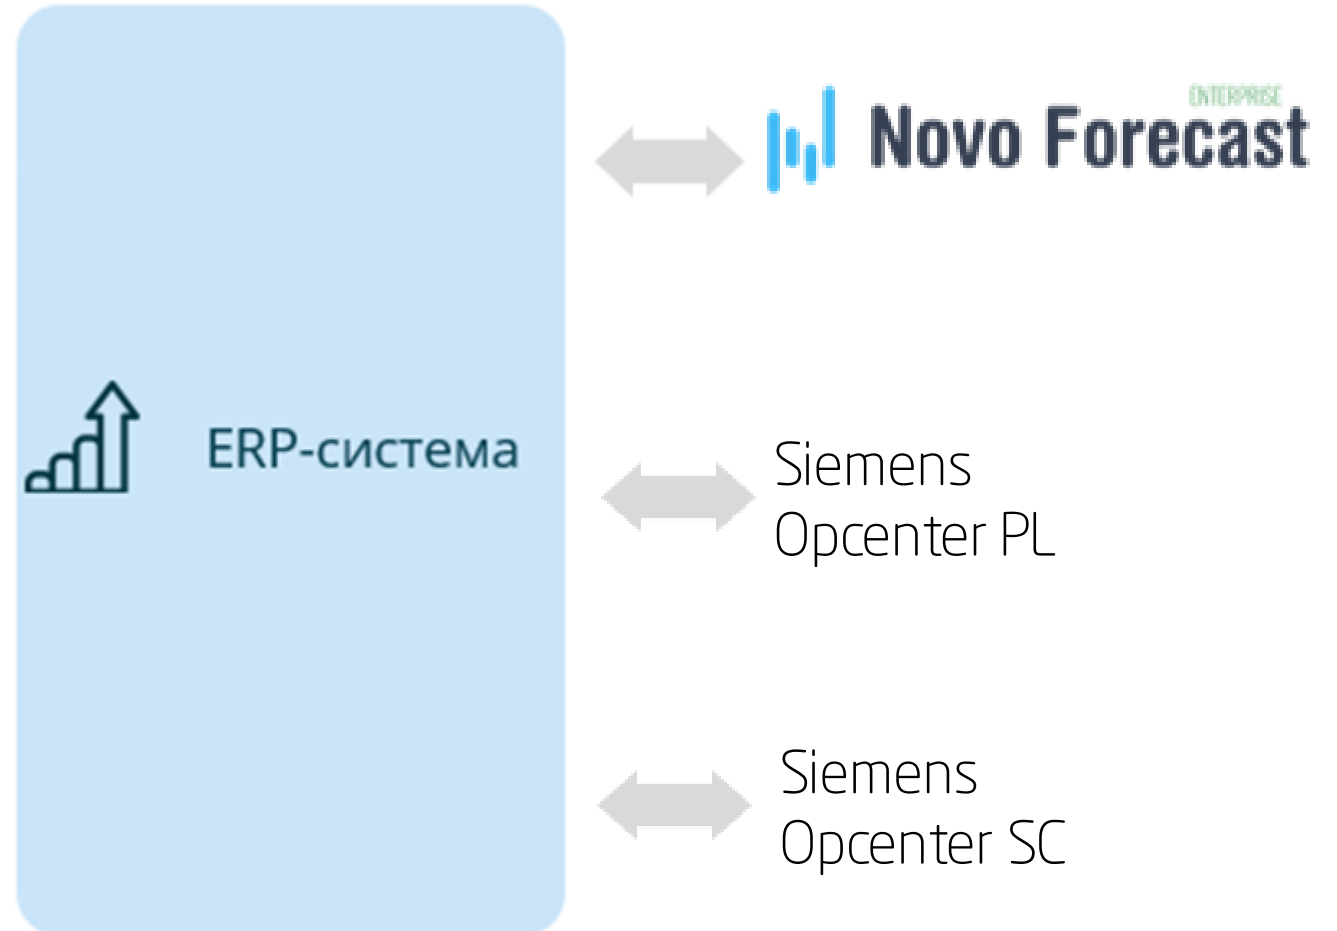 ENTERPRISE
Novo Forecast
ERP-система
Siemens
Opcenter PL
Siemens
Opcenter SC